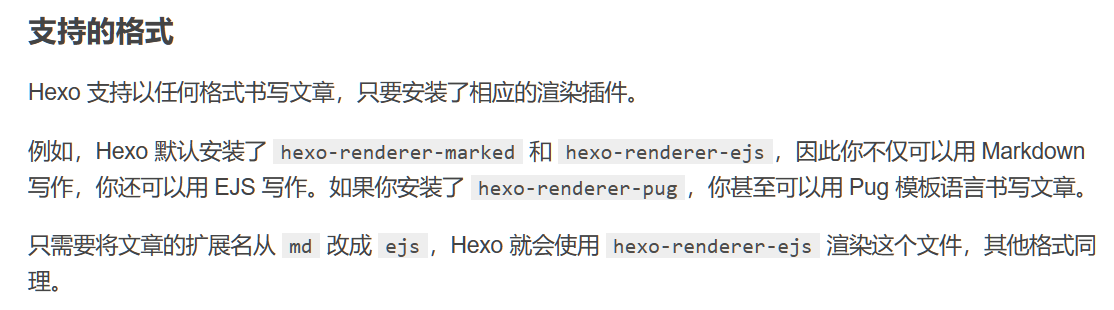 支持的格式
Hexo 支持以任何格式书写文章，只要安装了相应的渲染插件。
例如，Hexo 默认安装了 hexo-renderer-marked 和 hexo-renderer-ejs，因此你不仅可以用 Markdown
写作，你还可以用 EJS 写作。如果你安装了 hexo-renderer-pug，你甚至可以用 Pug 模板语言书写文章。
只需要将文章的扩展名从 md 改成 ejs，Hexo 就会使用 hexo-renderer-ejs 渲染这个文件，其他格式同
理。